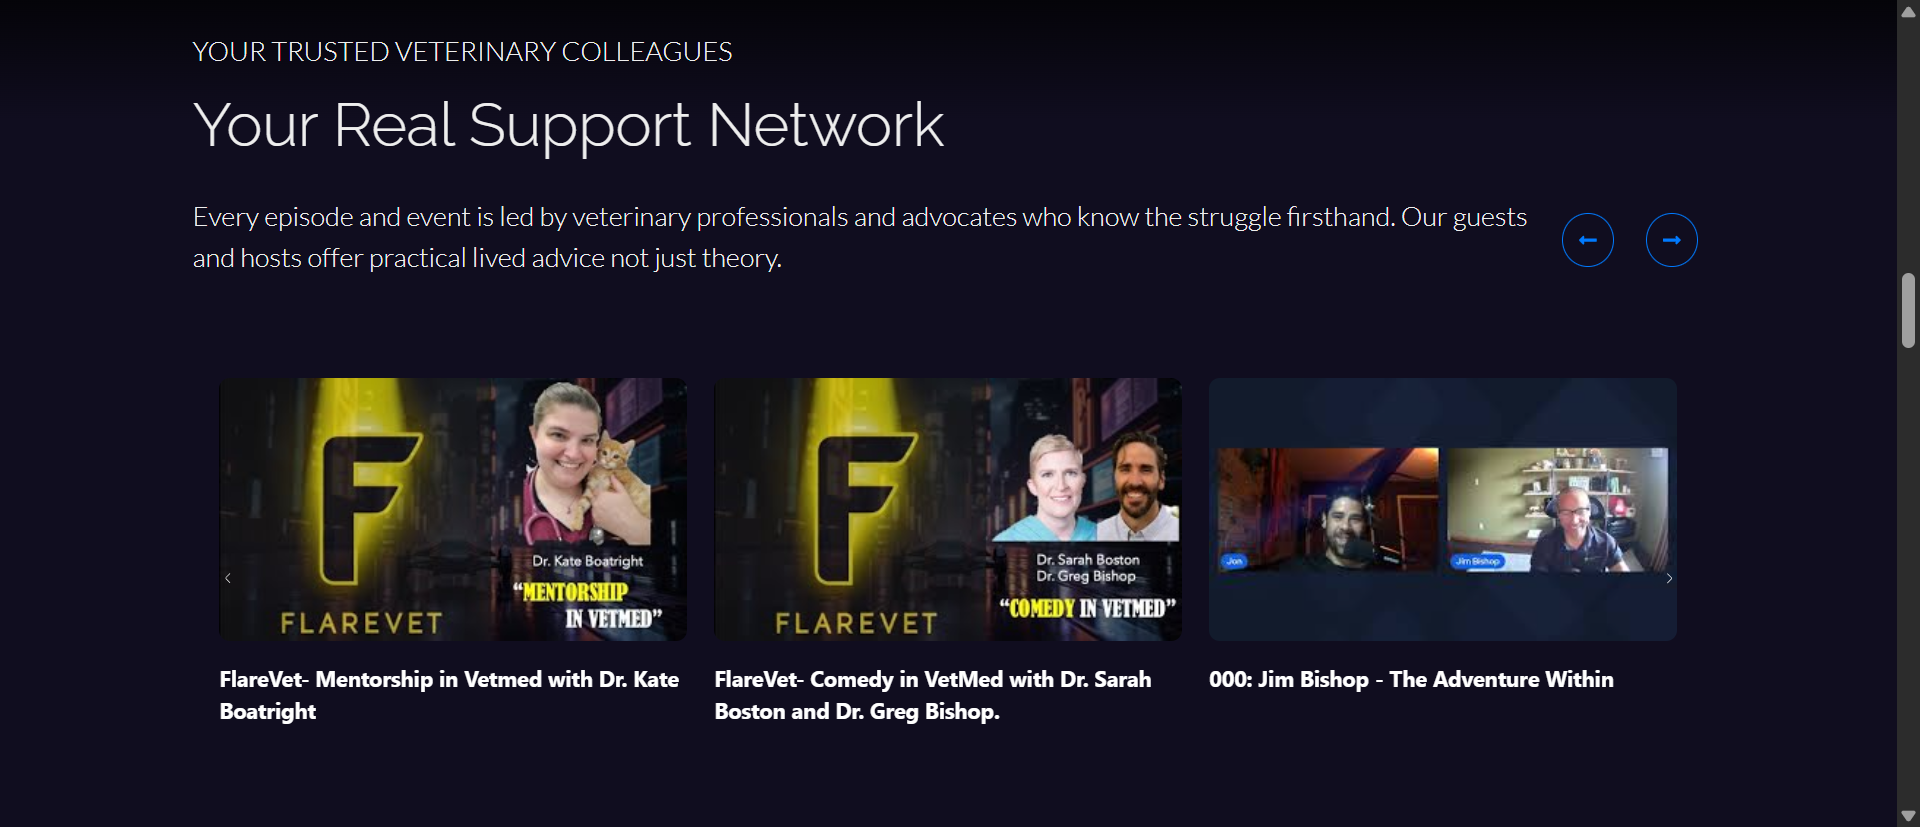 YOUR TRUSTED VETERINARY COLLEAGUES
Your Real Support Network
Every episode and event is led by veterinary professionals and advocates who know the struggle firsthand. Our guests
and hosts offer practical lived advice not just theory.
F
FLAREVET
Dr. Kate Boatright
“MENTORSHIP
IN VETMED”
F
FLAREVET
Dr. Sarah Boston
Dr. Greg Bishop
“COMEDY IN VETMED”
Jon
Jim Bishop
FlareVet- Mentorship in Vetmed with Dr. Kate
Boatright
FlareVet- Comedy in VetMed with Dr. Sarah
Boston and Dr. Greg Bishop.
000: Jim Bishop - The Adventure Within